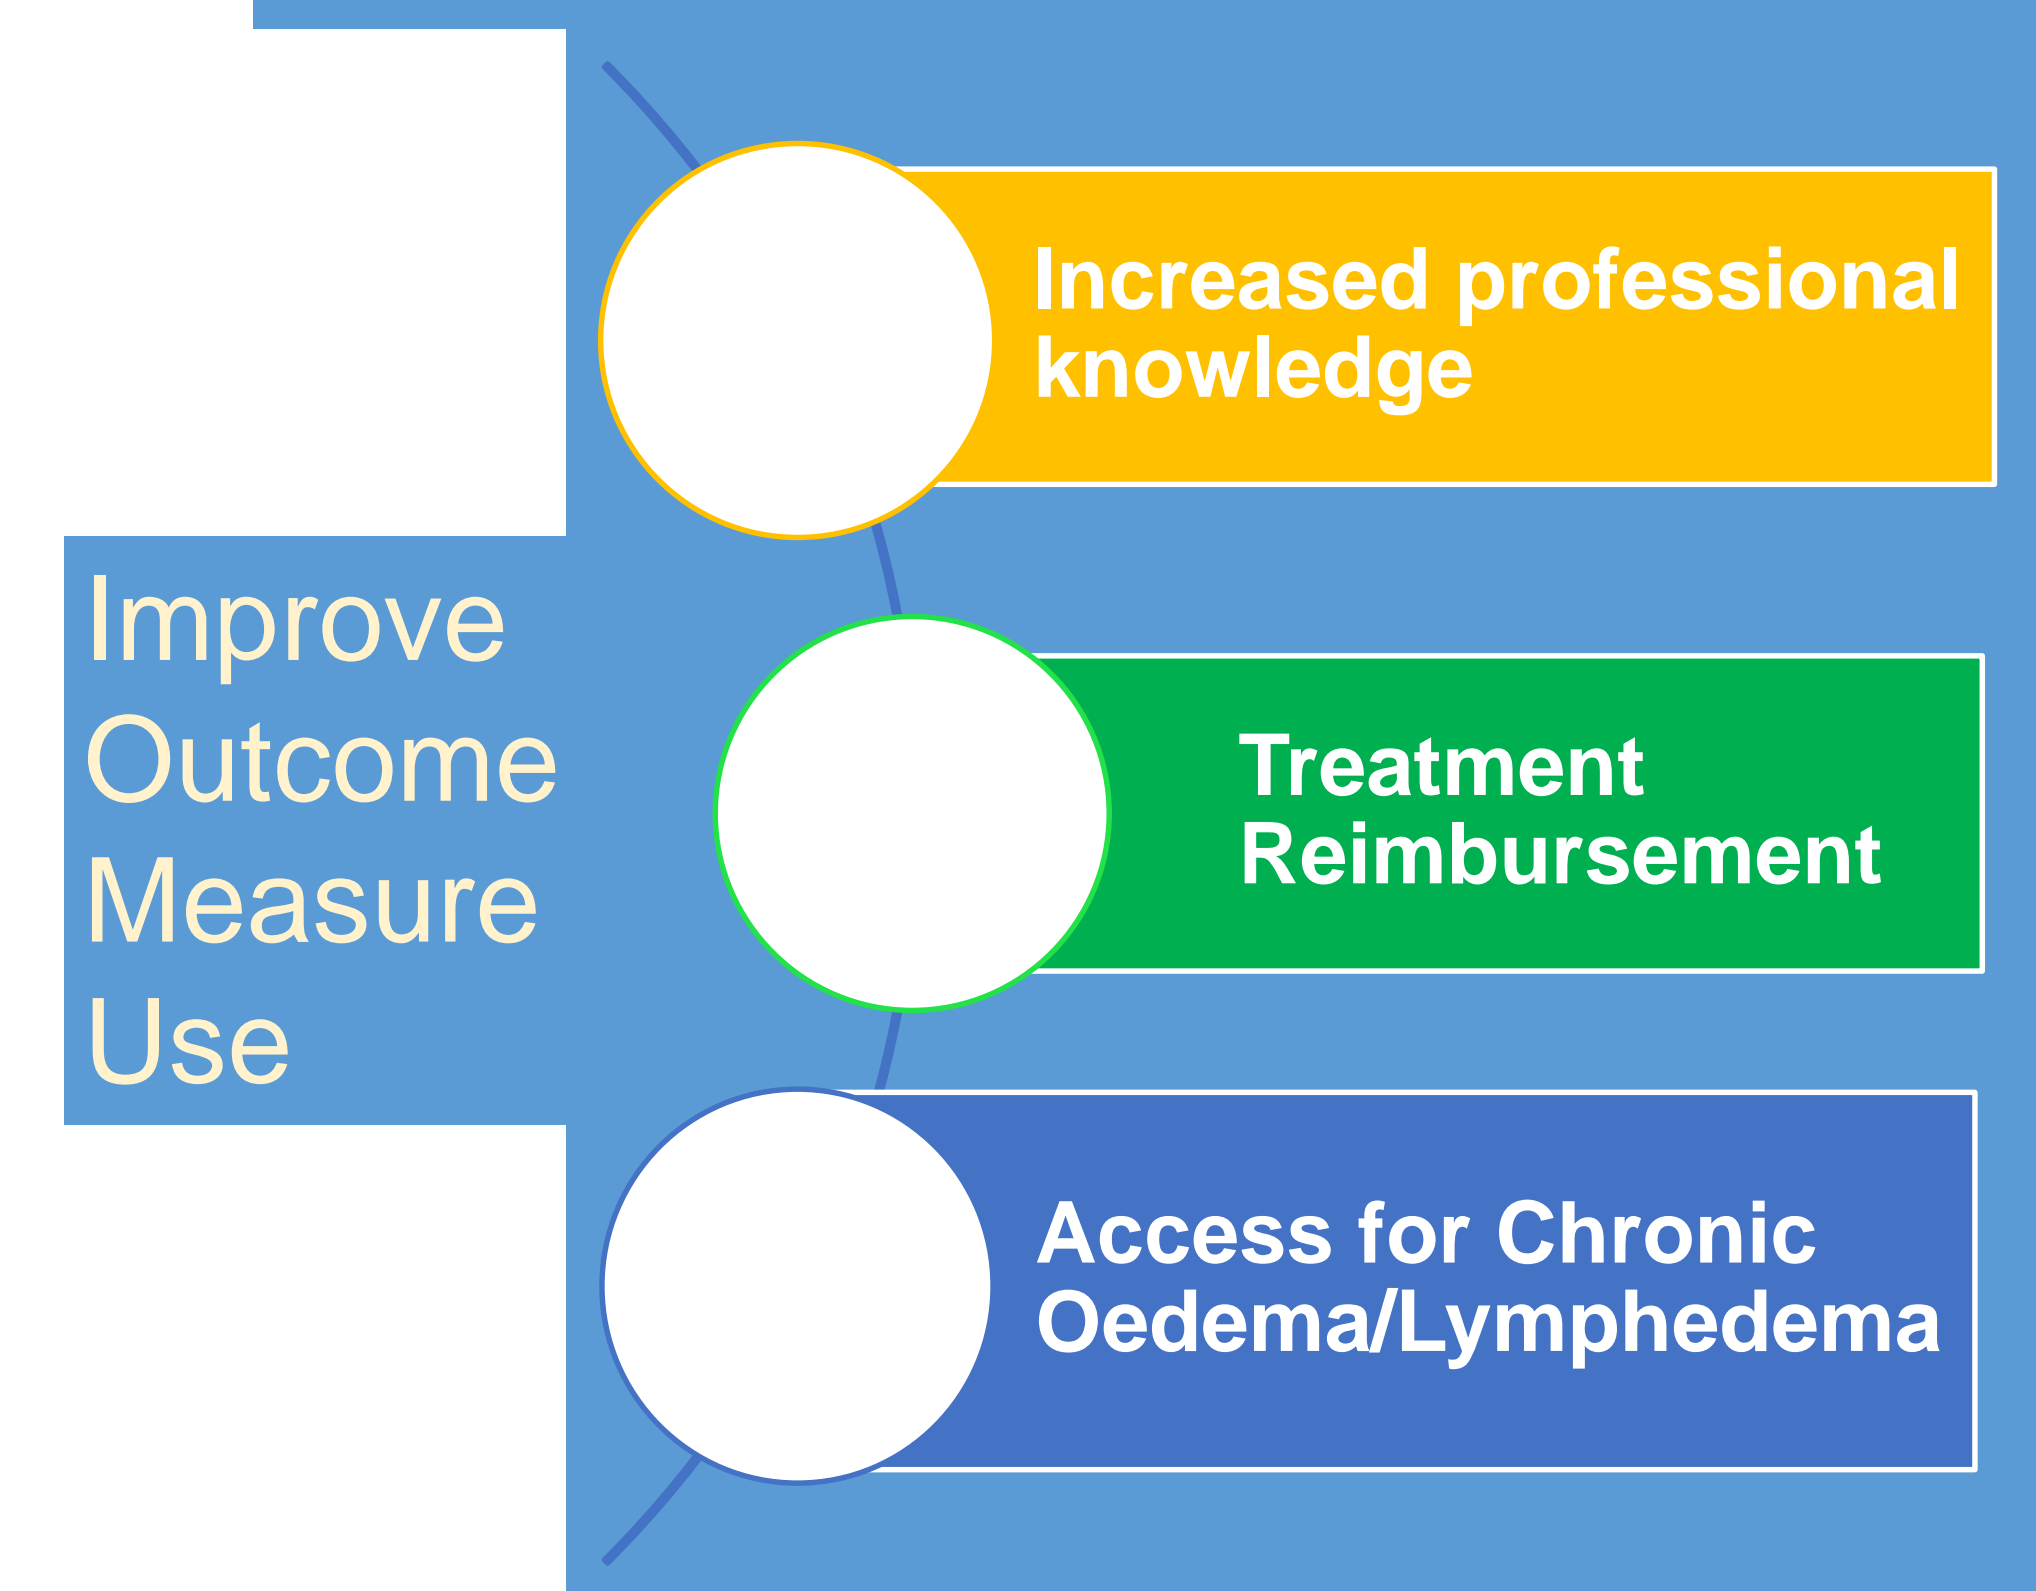 Improve
Outcome
Measure
Use
Increased professional
knowledge
Treatment
Reimbursement
Access for Chronic
Oedema/Lymphedema